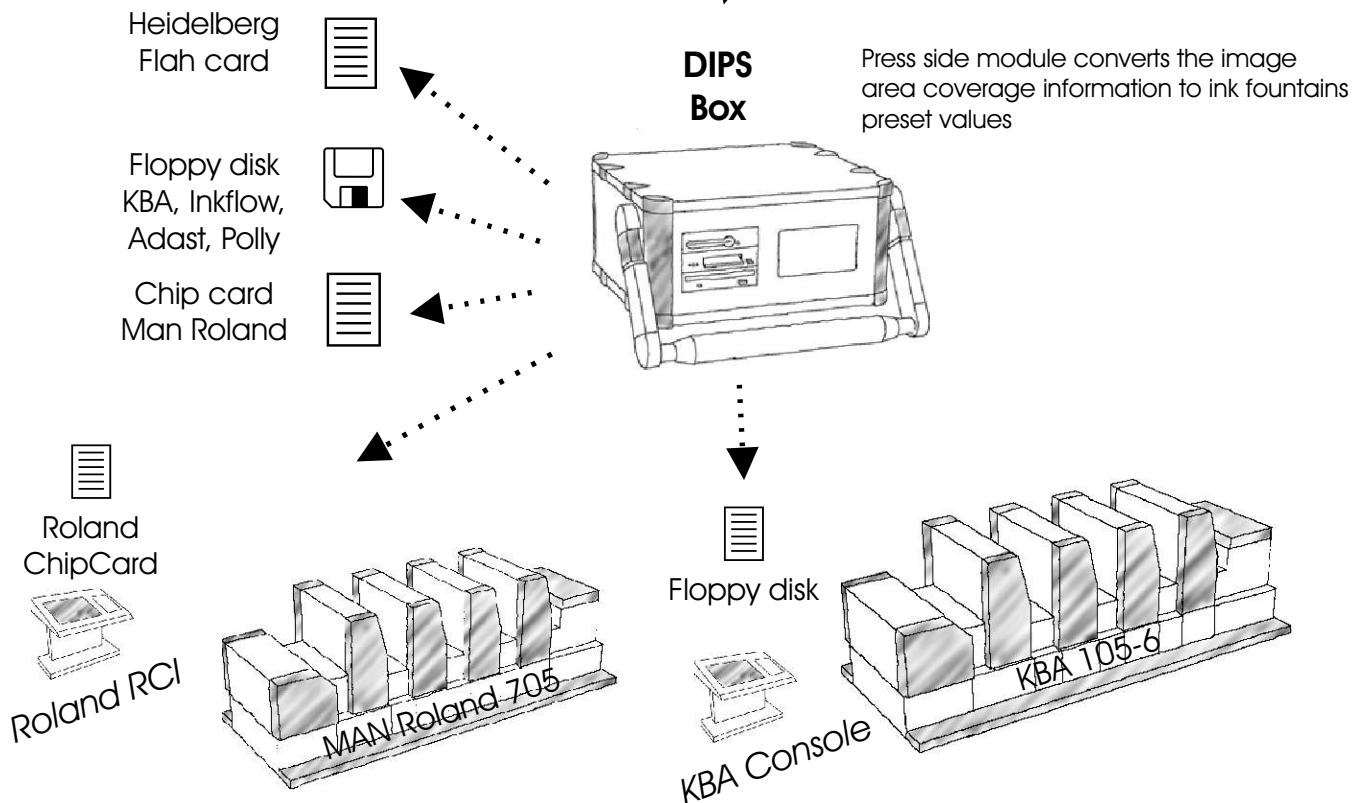 Heidelberg
Flah card
DIPS
Box
Press side module converts the image
area coverage information to ink fountains
preset values
Floppy disk
KBA, Inkflow,
Adast, Polly
Chip card
Man Roland
Roland
ChipCard
Roland RCI
MAN Roland 705
Floppy disk
KBA Console
KBA 105-6